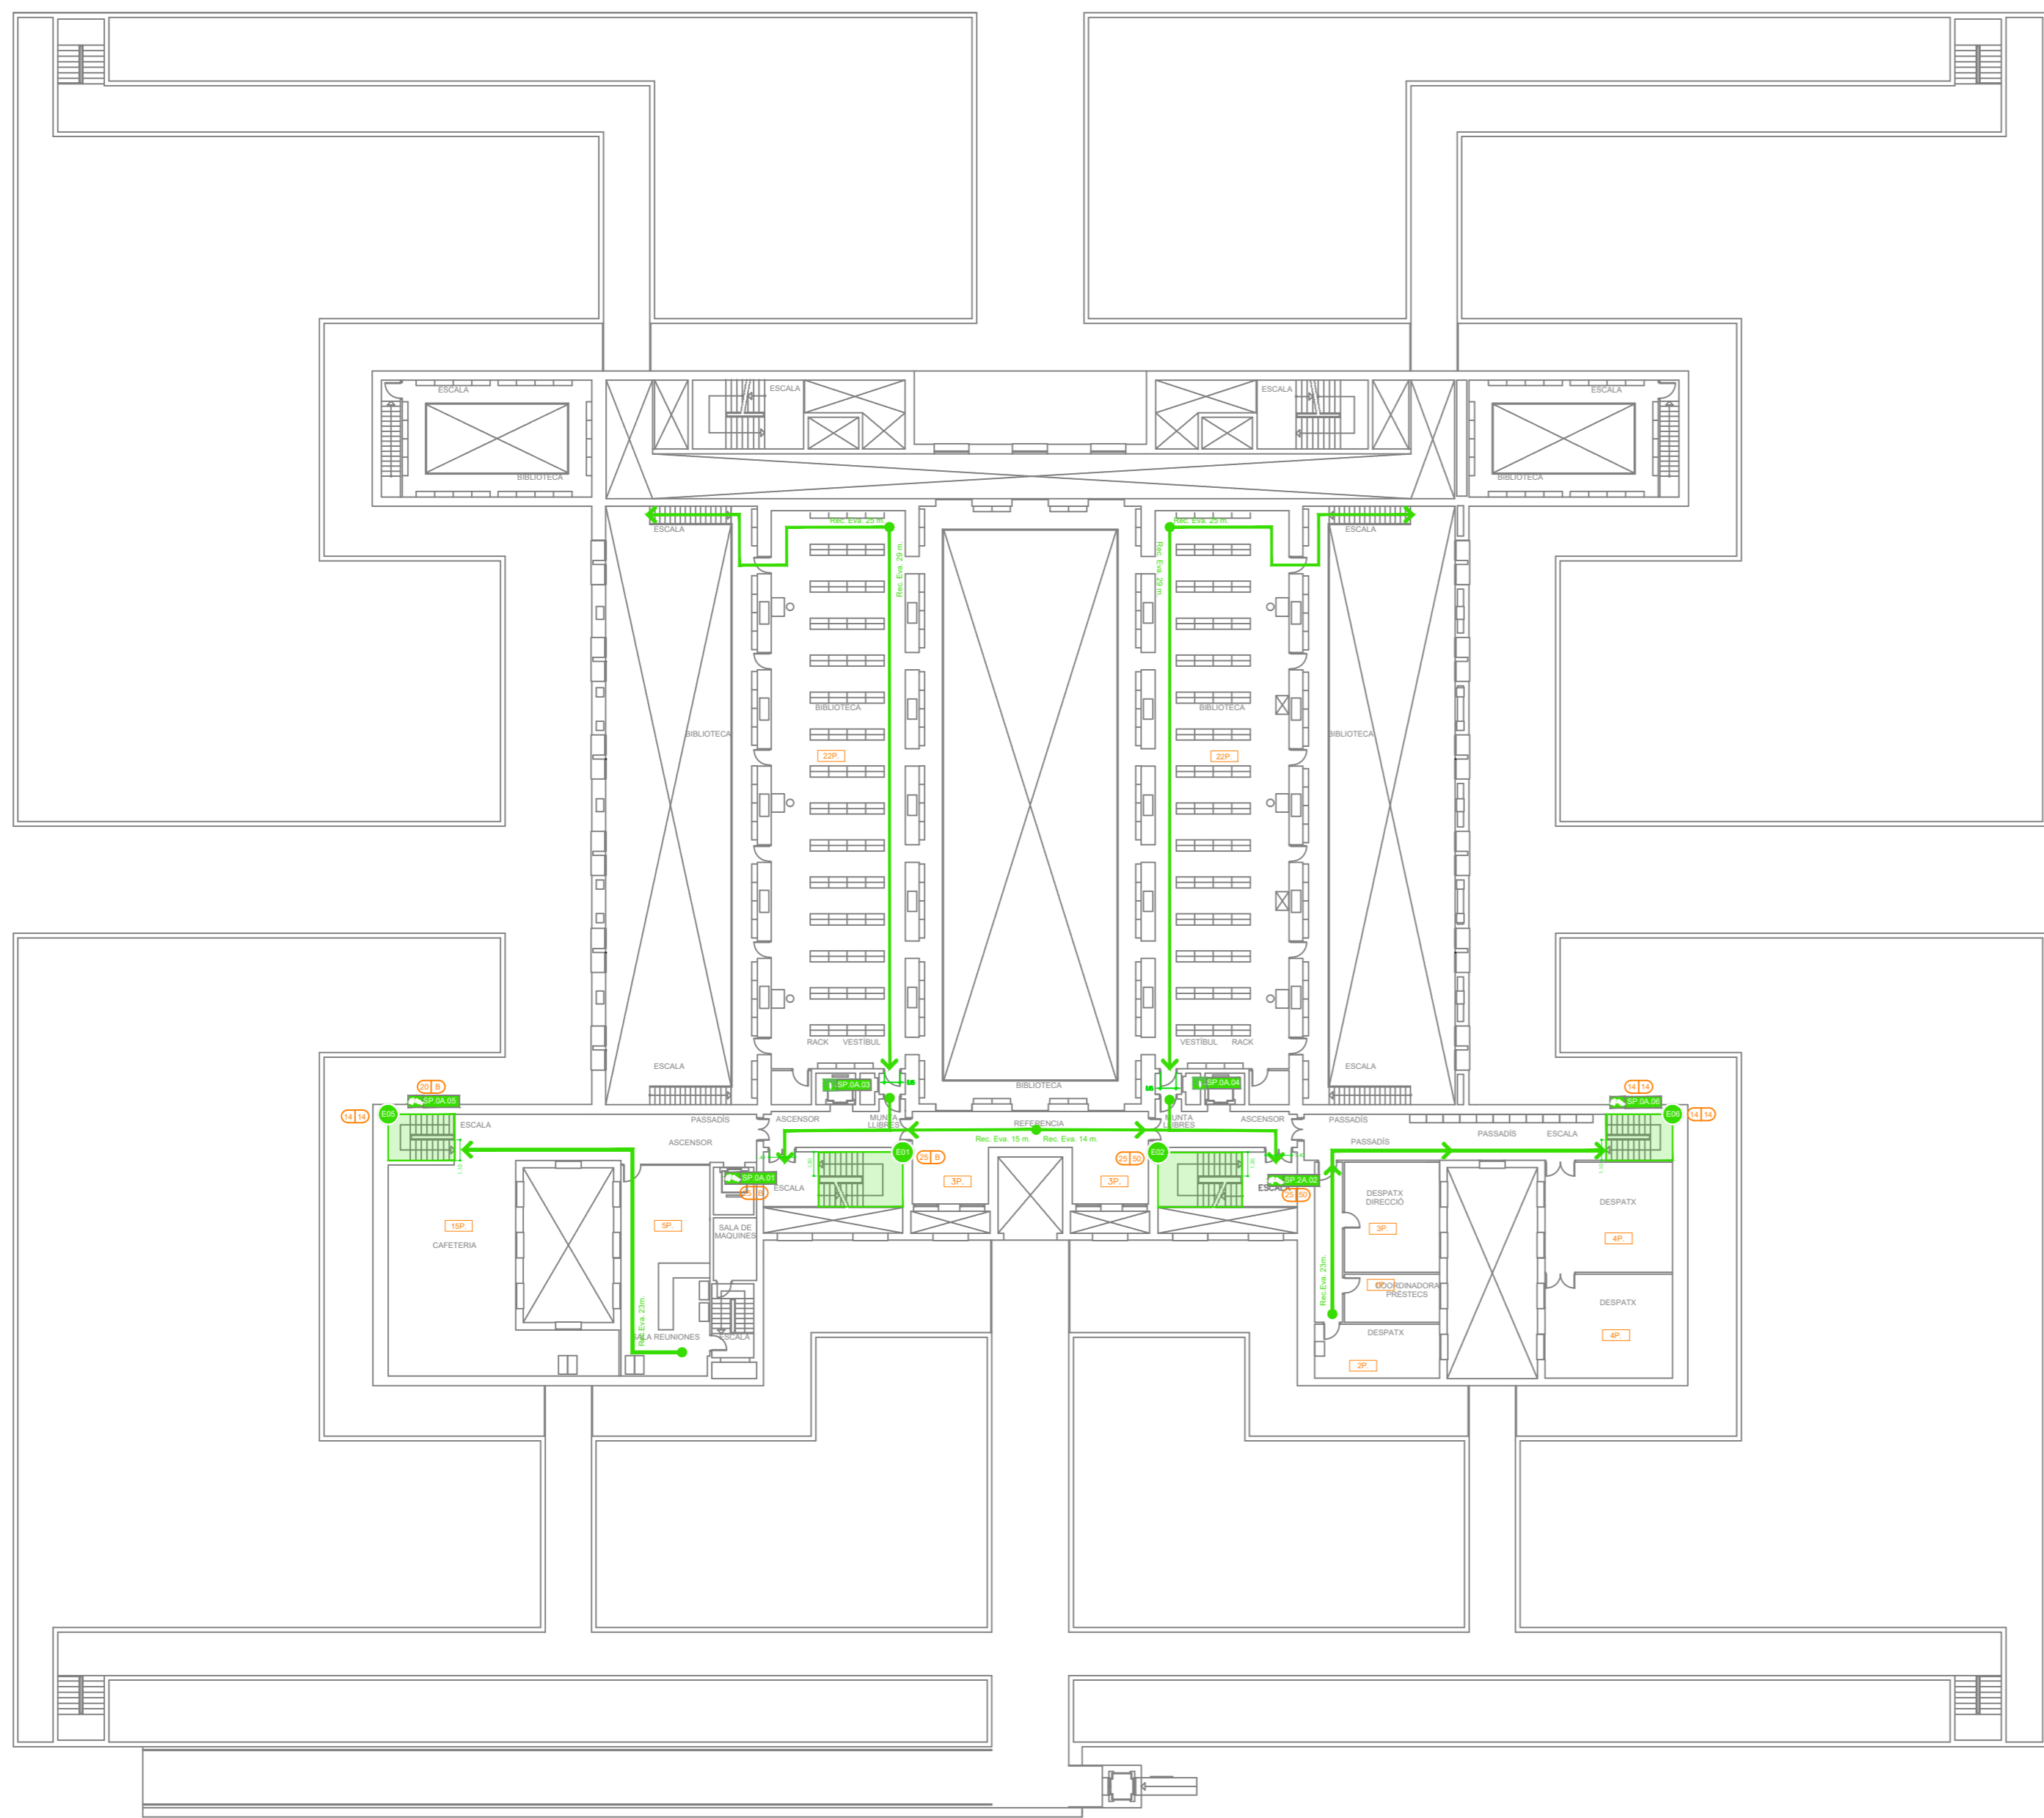 ESCALA
ESCALA
ESCALA
ESCALA
BIBLIOTECA
BIBLIOTECA
Rec. Eva. 25 m.
Rec. Eva. 25 m.
ESCALA
ESCALA
Rec. Eva. 29 m.
Rec. Eva. 29 m.
BIBLIOTECA
BIBLIOTECA
BIBLIOTECA
BIBLIOTECA
22P.
22P.
RACK
VESTÍBUL
VESTÍBUL
RACK
ESCALA
ESCALA
SP.0A.03
SP.0A.04
BIBLIOTECA
20 B
14 14
SP.0A.05
SP.0A.06
E05
14 14
E06
14 14
ESCALA
PASSADÍS
ASCENSOR
MUNTA
LLIBRES
REFERENCIA
MUNTA
LLIBRES
ASCENSOR
PASSADÍS
PASSADÍS
ESCALA
ASCENSOR
Rec. Eva. 15 m.
Rec. Eva. 14 m.
PASSADÍS
E01
25 B
25 50
E02
SP.0A.01
ESCALA
3P.
3P.
SP.2A.02
ESCALA
25 50
DESPATX
DIRECCIÓ
DESPATX
15P.
5P.
SALA DE
MAQUINES
3P.
4P.
CAFETERIA
COORDINADORA
PRÉSTECS
DESPATX
Rec. Eva. 23m.
Rec.Eva. 23m.
SALA REUNIONES
ESCALA
DESPATX
4P.
2P.